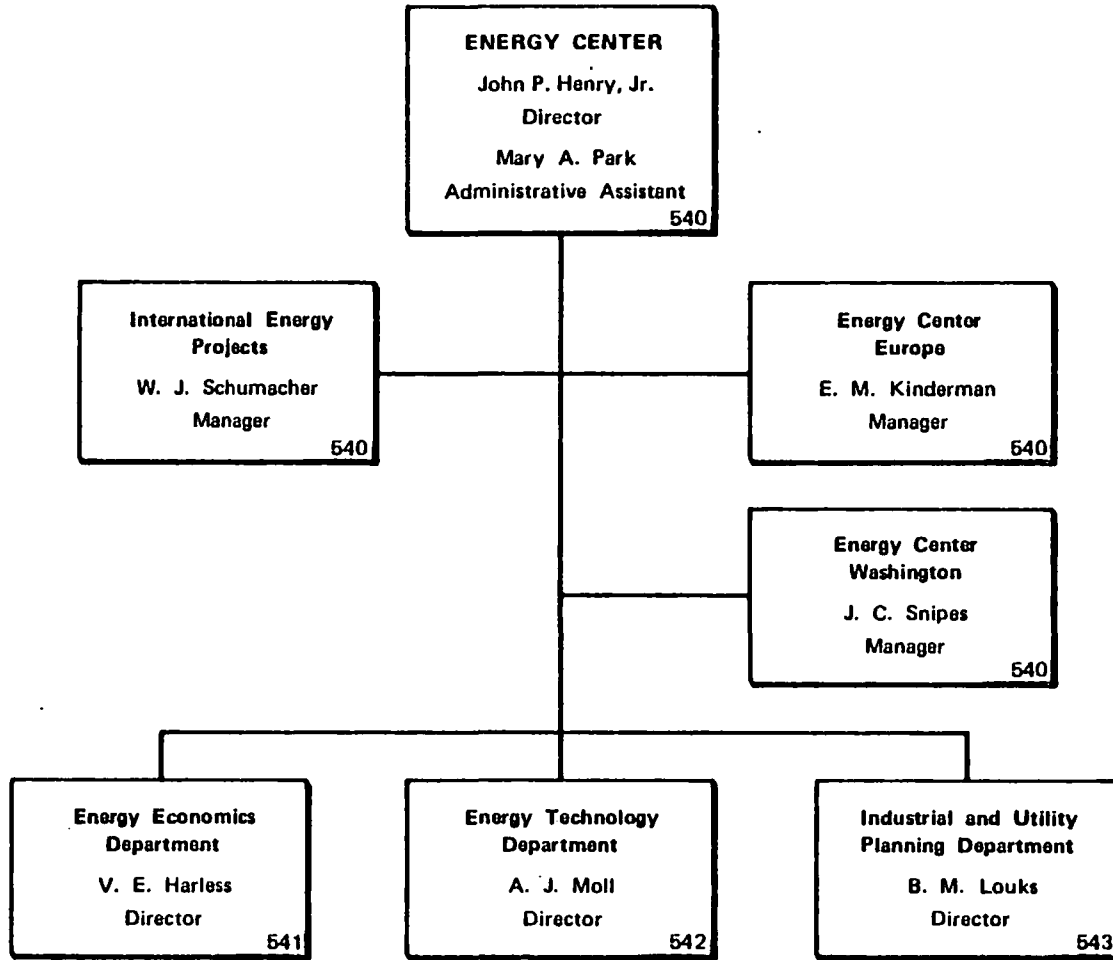 ENERGY CENTER
John P. Henry, Jr.
Director
Mary A. Park
Administrative Assistant
540
International Energy
Projects
W. J. Schumacher
Manager
540
Energy Center
Europe
E. M. Kinderman
Manager
540
Energy Center
Washington
J. C. Snipes
Manager
540
Energy Economics
Department
V. E. Harless
Director
541
Energy Technology
Department
A. J. Moll
Director
542
Industrial and Utility
Planning Department
B. M. Louks
Director
543